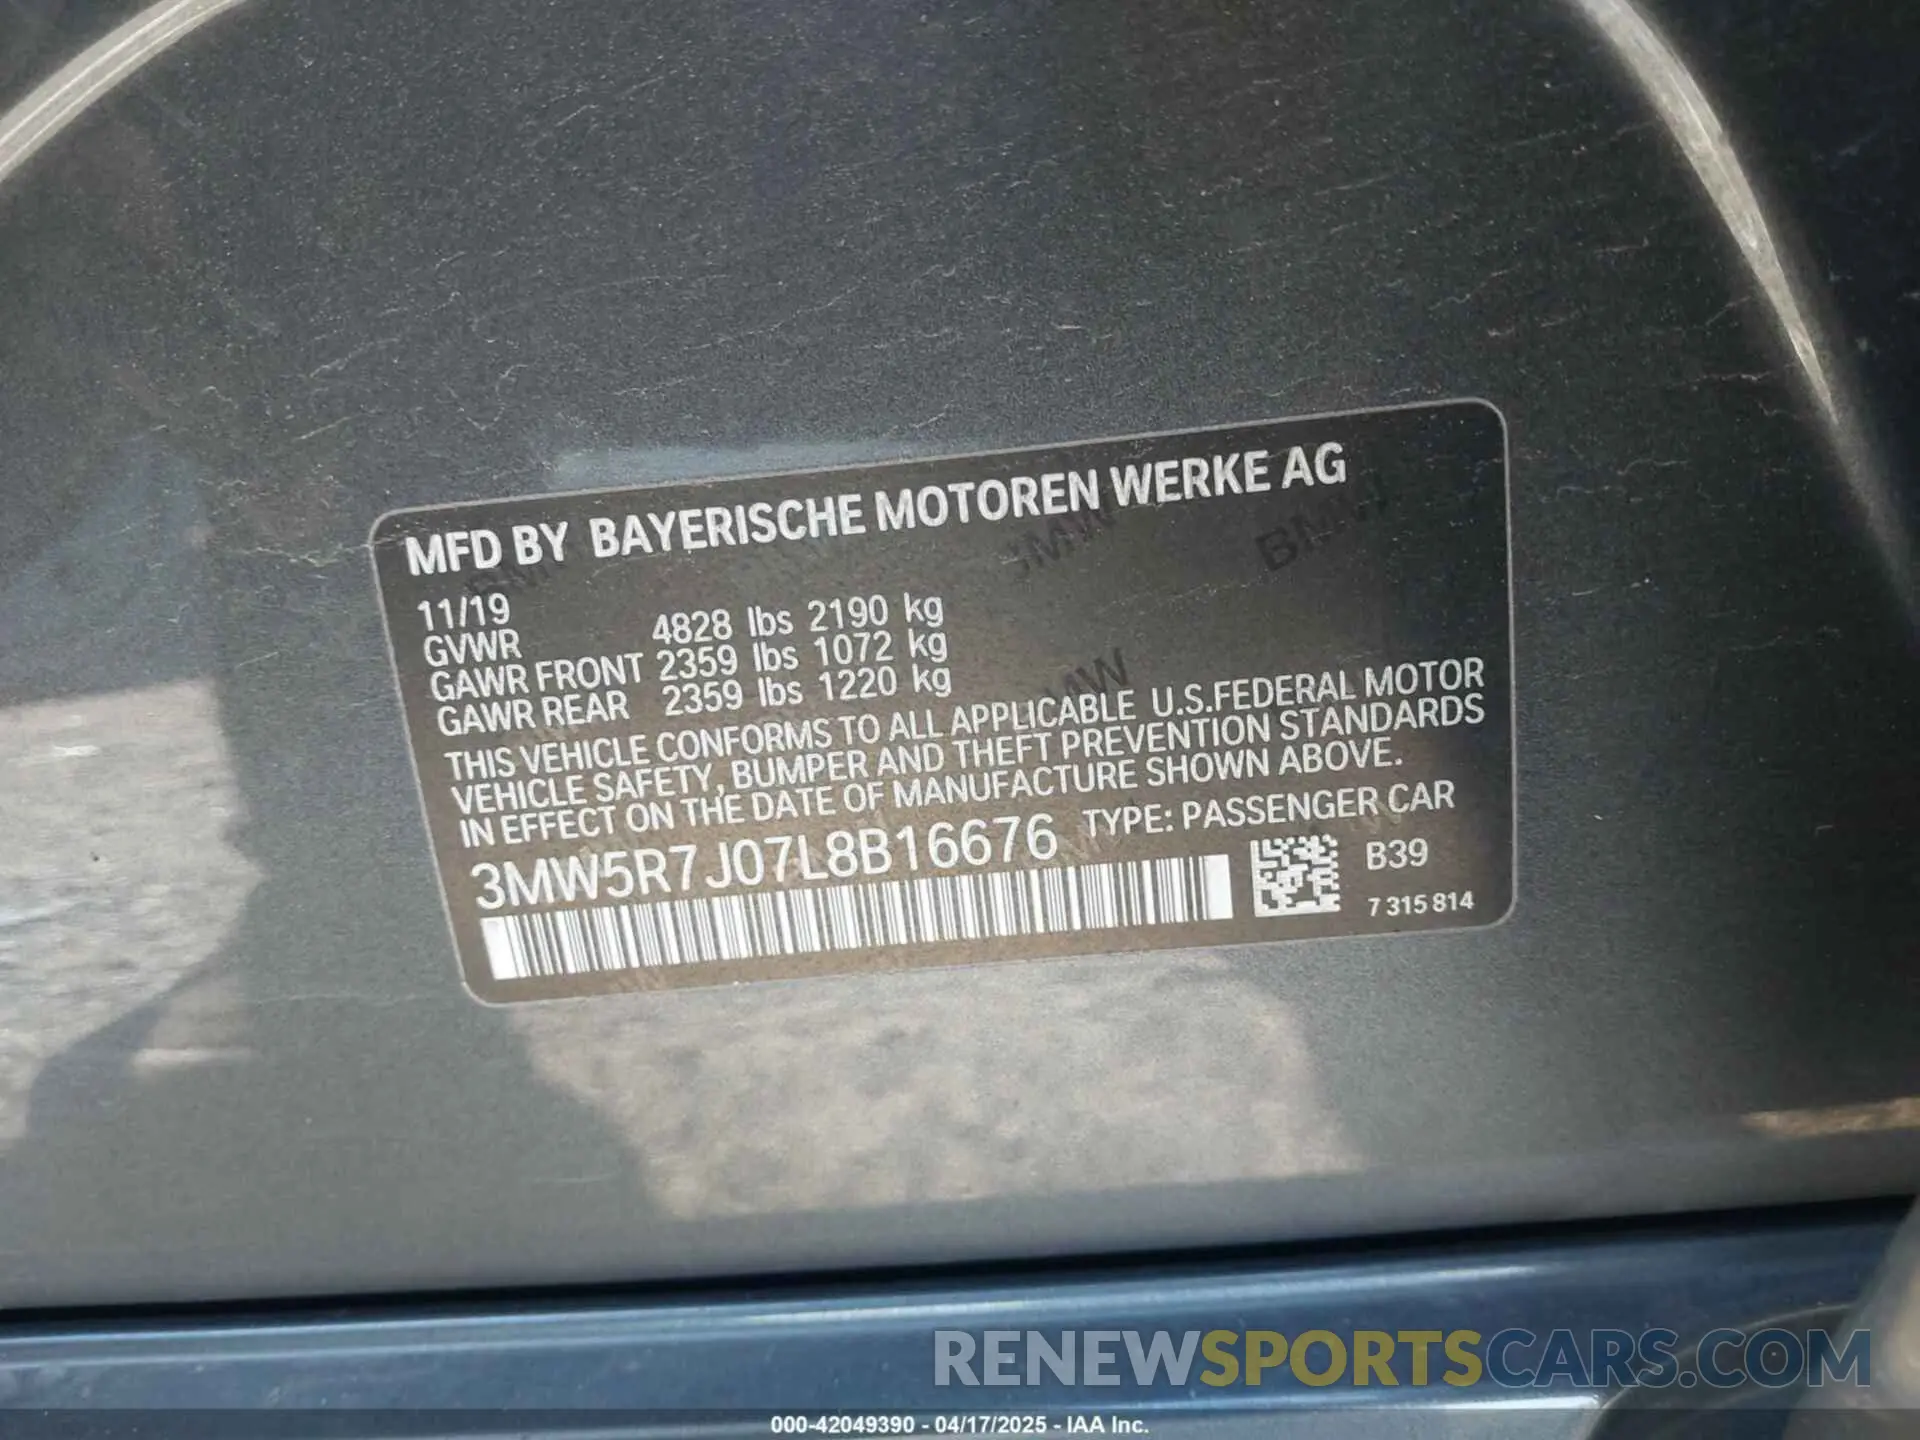 MFD BY BAYERISCHE MOTOREN WERKE AG
11/19
GVWR 4828 lbs 2190 kg
GAWR FRONT 2359 lbs 1072 kg
GAWR REAR 2359 lbs 1220 kg
THIS VEHICLE CONFORMS TO ALL APPLICABLE U.S.FEDERAL MOTOR
VEHICLE SAFETY, BUMPER AND THEFT PREVENTION STANDARDS
IN EFFECT ON THE DATE OF MANUFACTURE SHOWN ABOVE.
3MW5R7J07L8B16676 TYPE: PASSENGER CAR
B39
7 315 814
RENEWSPORTSCARS.COM
000-42049390 - 04/17/2025 - IAA Inc.